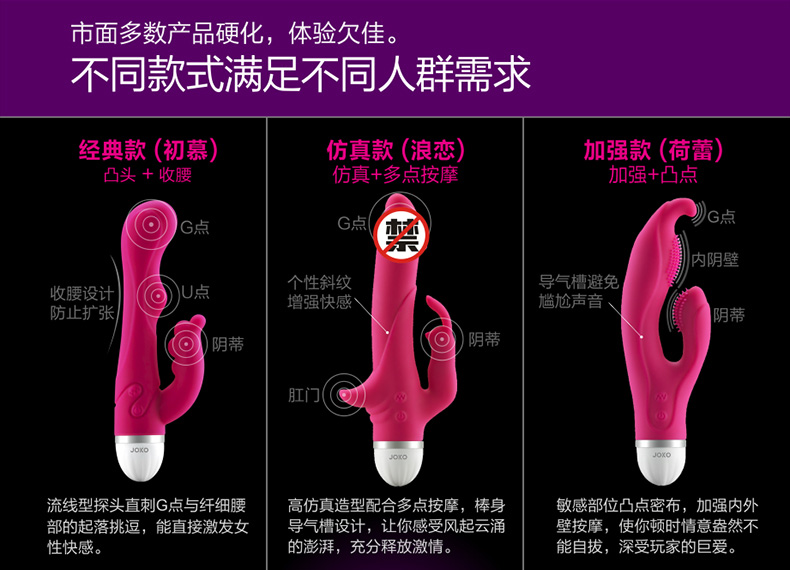 市面多数产品硬化，体验欠佳。
不同款式满足不同人群需求
经典款（初慕）
凸头 + 收腰
G点
U点
收腰设计
防止扩张
阴蒂
JOKO
流线型探头直刺G点与纤细腰
部的起落挑逗，能直接激发女
性快感。
仿真款（浪恋）
仿真+多点按摩
G点
禁
个性斜纹
增强快感
阴蒂
肛门
JOKO
高仿真造型配合多点按摩，棒身
导气槽设计，让你感受风起云涌
的澎湃，充分释放激情。
加强款（荷蕾）
加强+凸点
G点
内阴壁
导气槽避免
尴尬声音
阴蒂
JOKO
敏感部位凸点密布，加强内外
壁按摩，使你顿时情意盎然不
能自拔，深受玩家的巨爱。